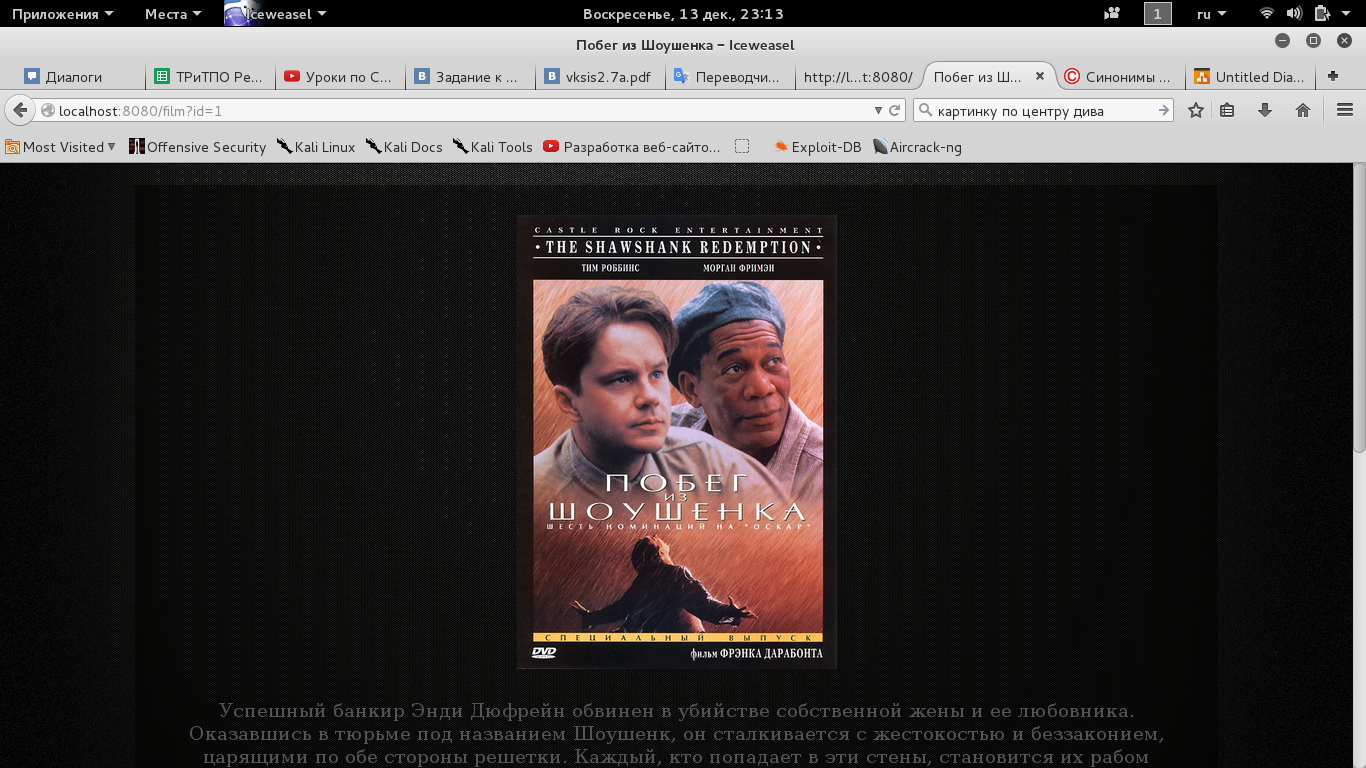 Приложения Места Iceweasel Воскресенье, 13 дек., 23:13 1 ru
Побег из Шоушенка – Iceweasel
Диалоги ТРиТПО Ре... Уроки по С... Задание к ... vksis2.7a.pdf Переводчи... http://l...t:8080/ Побег из Ш... Синонимы ... Untitled Dia...
localhost:8080/film?id=1 картинку по центру дива
Most Visited Offensive Security Kali Linux Kali Docs Kali Tools Разработка веб-сайто... Exploit-DB Aircrack-ng
CASTLE ROCK ENTERTAINMENT
· THE SHAWSHANK REDEMPTION ·
ТИМ РОББИНС МОРГАН ФРИМЭН
ПОБЕГ
ИЗ
ШОУШЕНКА
ШЕСТЬ НОМИНАЦИЙ НА "ОСКАР"
СПЕЦИАЛЬНЫЙ ВЫПУСК
DVD фильм ФРЭНКА ДАРАБОНТА
Успешный банкир Энди Дюфрейн обвинен в убийстве собственной жены и ее любовника.
Оказавшись в тюрьме под названием Шоушенк, он сталкивается с жестокостью и беззаконием,
царящими по обе стороны решетки. Каждый, кто попадает в эти стены, становится их рабом